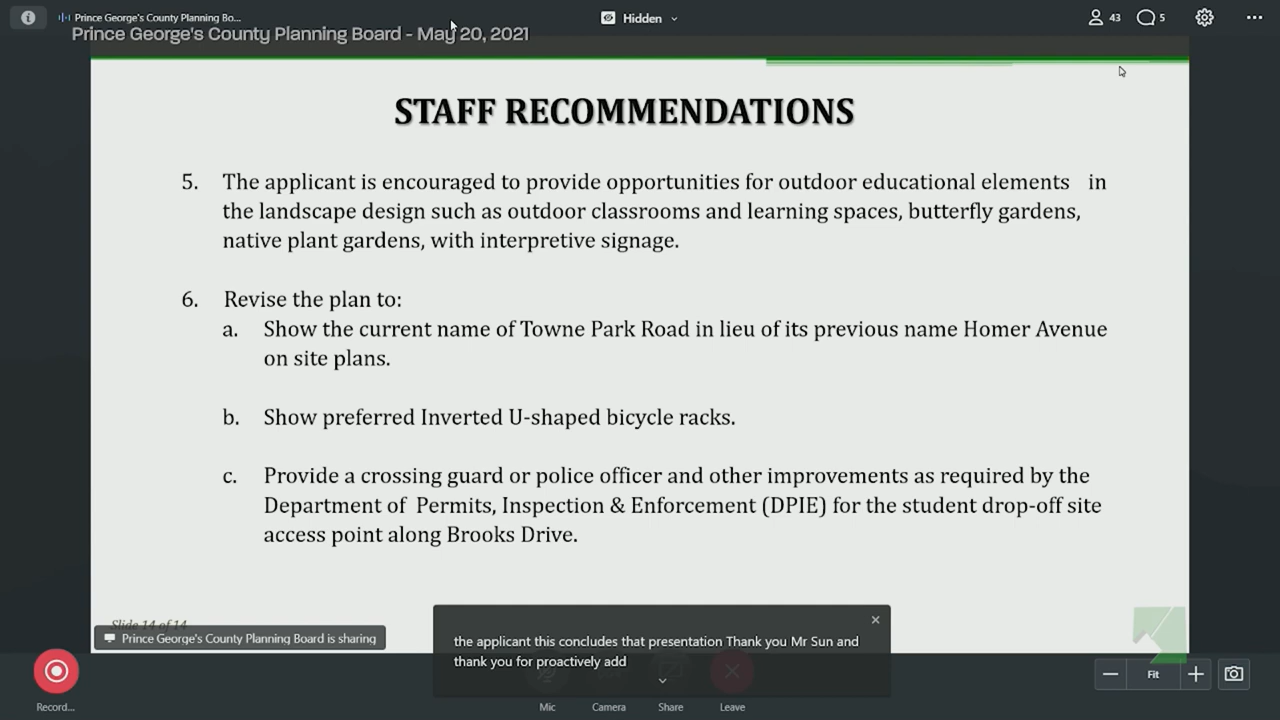 Prince George's County Planning Bo...
Hidden
43
5
Prince George's County Planning Board - May 20, 2021
STAFF RECOMMENDATIONS
5. The applicant is encouraged to provide opportunities for outdoor educational elements in
the landscape design such as outdoor classrooms and learning spaces, butterfly gardens,
native plant gardens, with interpretive signage.
6. Revise the plan to:
a. Show the current name of Towne Park Road in lieu of its previous name Homer Avenue
on site plans.
b. Show preferred Inverted U-shaped bicycle racks.
c. Provide a crossing guard or police officer and other improvements as required by the
Department of Permits, Inspection & Enforcement (DPIE) for the student drop-off site
access point along Brooks Drive.
Slide 14 of 14
Prince George's County Planning Board is sharing
the applicant this concludes that presentation Thank you Mr Sun and
thank you for proactively add
Fit
Record...
Mic
Camera
Share
Leave